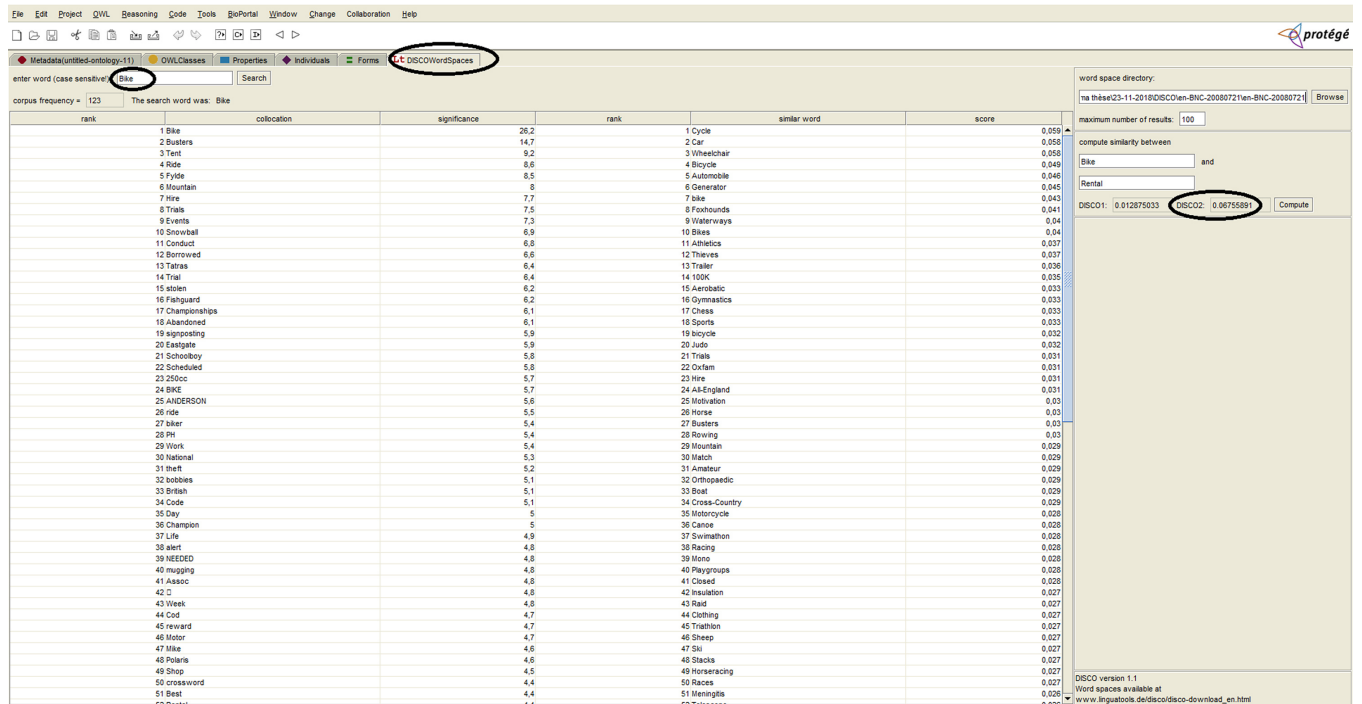 File Edit Project OWL Reasoning Code Tools BioPortal Window Change Collaboration Help
protégé
Metadata(untitled-ontology-11) OWLClasses Properties Individuals Forms Lt DISCOWordSpaces
enter word (case sensitive!) Bike Search
corpus frequency = 123 The search word was: Bike
rank collocation significance rank similar word score
1 Bike 26,2 1 Cycle 0,059
2 Busters 14,7 2 Car 0,058
3 Tent 9,2 3 Wheelchair 0,058
4 Ride 8,6 4 Bicycle 0,049
5 Fylde 8,5 5 Automobile 0,046
6 Mountain 8 6 Generator 0,045
7 Hire 7,7 7 bike 0,043
8 Trials 7,5 8 Foxhounds 0,041
9 Events 7,3 9 Waterways 0,04
10 Snowball 6,9 10 Bikes 0,04
11 Conduct 6,8 11 Athletics 0,037
12 Borrowed 6,6 12 Thieves 0,037
13 Tatras 6,4 13 Trailer 0,036
14 Trial 6,4 14 100K 0,035
15 stolen 6,2 15 Aerobatic 0,033
16 Fishguard 6,2 16 Gymnastics 0,033
17 Championships 6,1 17 Chess 0,033
18 Abandoned 6,1 18 Sports 0,033
19 signposting 5,9 19 bicycle 0,032
20 Eastgate 5,9 20 Judo 0,032
21 Schoolboy 5,8 21 Trials 0,031
22 Scheduled 5,8 22 Oxfam 0,031
23 250cc 5,7 23 Hire 0,031
24 BIKE 5,7 24 All-England 0,031
25 ANDERSON 5,6 25 Motivation 0,03
26 ride 5,5 26 Horse 0,03
27 biker 5,4 27 Busters 0,03
28 PH 5,4 28 Rowing 0,03
29 Work 5,4 29 Mountain 0,029
30 National 5,3 30 Match 0,029
31 theft 5,2 31 Amateur 0,029
32 bobbies 5,1 32 Orthopaedic 0,029
33 British 5,1 33 Boat 0,029
34 Code 5,1 34 Cross-Country 0,029
35 Day 5 35 Motorcycle 0,028
36 Champion 5 36 Canoe 0,028
37 Life 4,9 37 Swimathon 0,028
38 alert 4,8 38 Racing 0,028
39 NEEDED 4,8 39 Mono 0,028
40 mugging 4,8 40 Playgroups 0,028
41 Assoc 4,8 41 Closed 0,028
42 □ 4,8 42 Insulation 0,027
43 Week 4,8 43 Raid 0,027
44 Cod 4,7 44 Clothing 0,027
45 reward 4,7 45 Triathlon 0,027
46 Motor 4,7 46 Sheep 0,027
47 Mike 4,6 47 Ski 0,027
48 Polaris 4,6 48 Stacks 0,027
49 Shop 4,5 49 Horseracing 0,027
50 crossword 4,4 50 Races 0,027
51 Best 4,4 51 Meningitis 0,026
word space directory:
ma thèse\23-11-2018\DISCO\en-BNC-20080721\en-BNC-20080721 Browse
maximum number of results: 100
compute similarity between
Bike and
Rental
DISCO1: 0.012875033 DISCO2: 0.06755891 Compute
DISCO version 1.1
Word spaces available at
www.linguatools.de/disco/disco-download_en.html